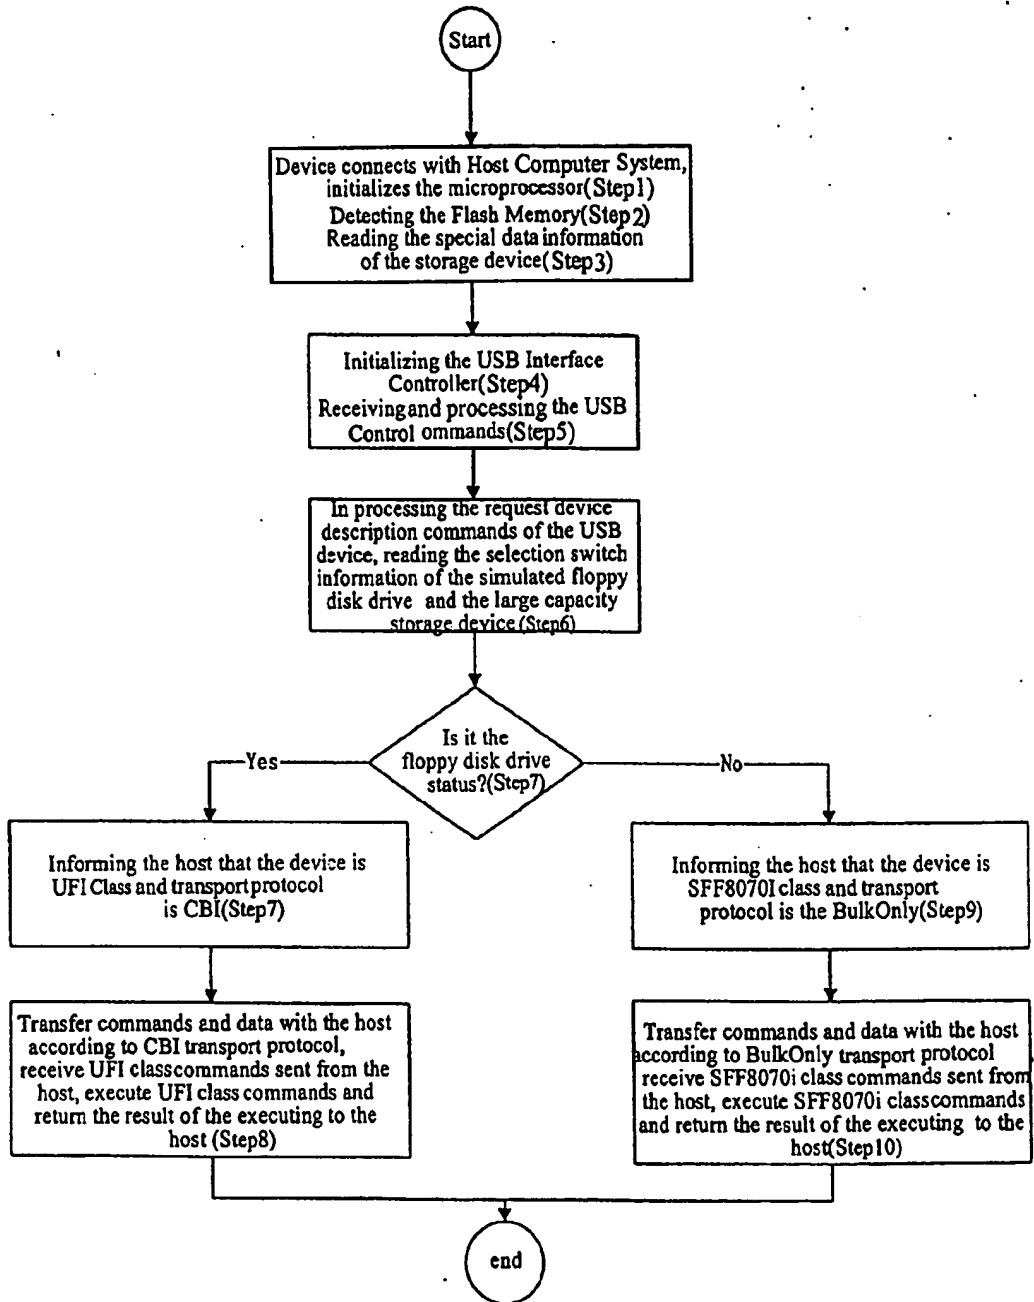 Start
Device connects with Host Computer System,
initializes the microprocessor(Step1)
Detecting the Flash Memory(Step2)
Reading the special data information
of the storage device(Step3)
Initializing the USB Interface
Controller(Step4)
Receiving and processing the USB
Control ommands(Step5)
In processing the request device
description commands of the USB
device, reading the selection switch
information of the simulated floppy
disk drive and the large capacity
storage device(Step6)
Is it the
floppy disk drive
status?(Step7)
Yes
No
Informing the host that the device is
UFI Class and transport protocol
is CBI(Step7)
Informing the host that the device is
SFF8070I class and transport
protocol is the BulkOnly(Step9)
Transfer commands and data with the host
according to CBI transport protocol,
receive UFI class commands sent from the
host, execute UFI class commands and
return the result of the executing to the
host (Step8)
Transfer commands and data with the host
according to BulkOnly transport protocol
receive SFF8070i class commands sent from
the host, execute SFF8070i class commands
and return the result of the executing to the
host(Step10)
end